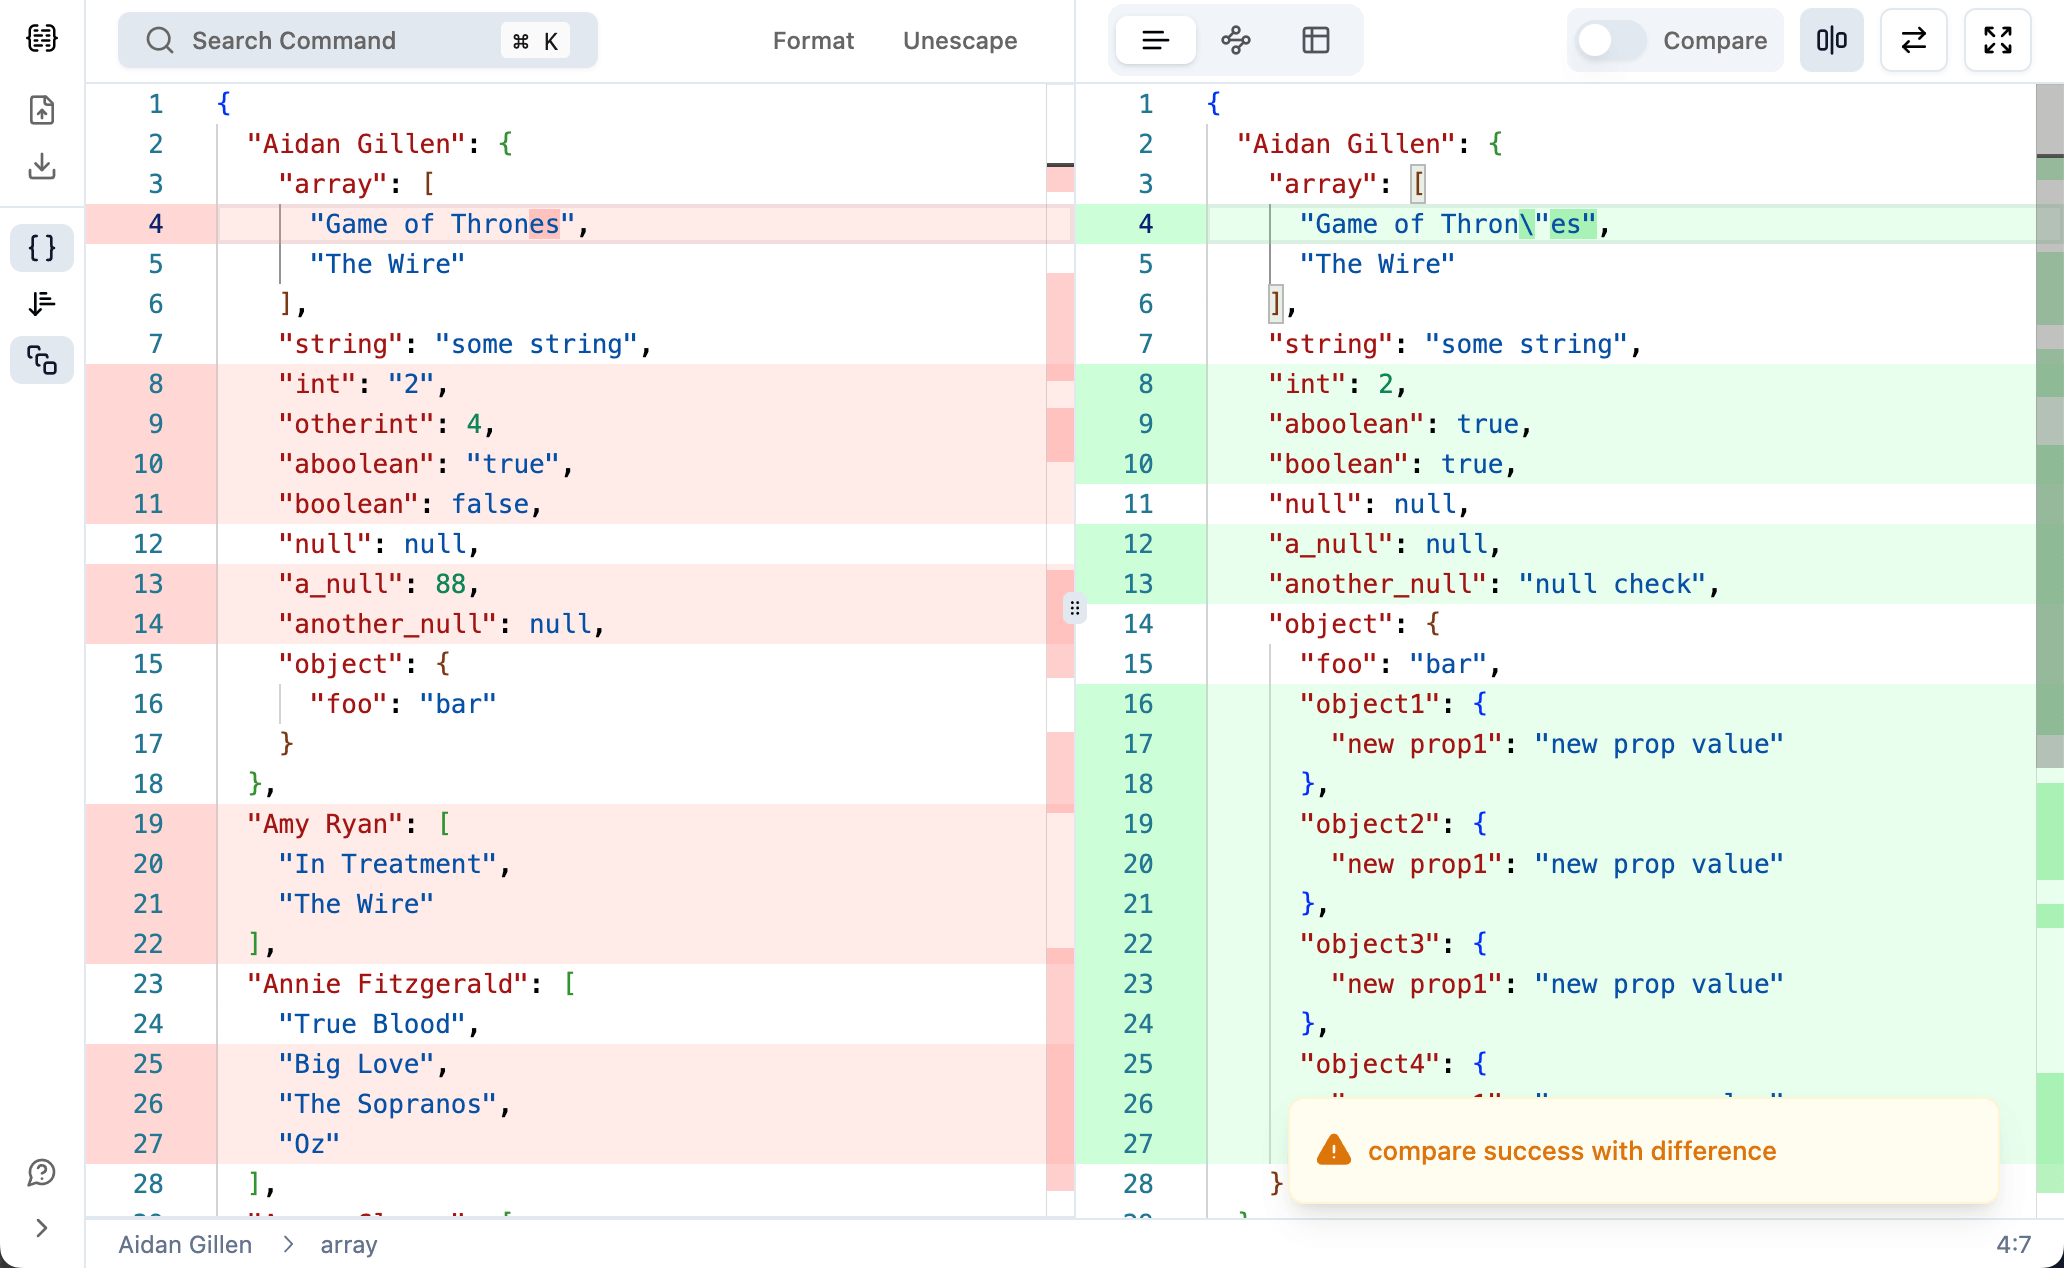 Search Command ⌘ K Format Unescape Compare
1 {
2 "Aidan Gillen": {
3 "array": [
4 "Game of Thrones",
5 "The Wire"
6 ],
7 "string": "some string",
8 "int": "2",
9 "otherint": 4,
10 "aboolean": "true",
11 "boolean": false,
12 "null": null,
13 "a_null": 88,
14 "another_null": null,
15 "object": {
16 "foo": "bar"
17 }
18 },
19 "Amy Ryan": [
20 "In Treatment",
21 "The Wire"
22 ],
23 "Annie Fitzgerald": [
24 "True Blood",
25 "Big Love",
26 "The Sopranos",
27 "Oz"
28 ],
1 {
2 "Aidan Gillen": {
3 "array": [
4 "Game of Thron\"es",
5 "The Wire"
6 ],
7 "string": "some string",
8 "int": 2,
9 "aboolean": true,
10 "boolean": true,
11 "null": null,
12 "a_null": null,
13 "another_null": "null check",
14 "object": {
15 "foo": "bar",
16 "object1": {
17 "new prop1": "new prop value"
18 },
19 "object2": {
20 "new prop1": "new prop value"
21 },
22 "object3": {
23 "new prop1": "new prop value"
24 },
25 "object4": {
26
27
28 }
compare success with difference
Aidan Gillen > array 4:7